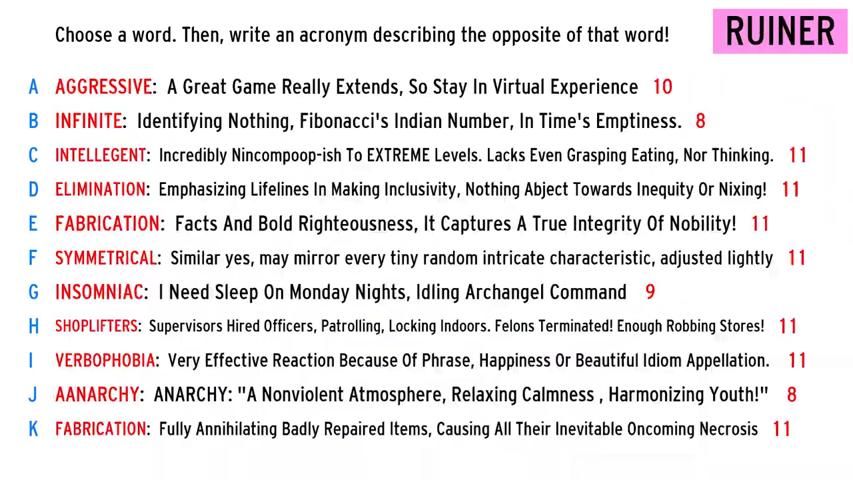 Choose a word. Then, write an acronym describing the opposite of that word!
RUINER
A AGGRESSIVE: A Great Game Really Extends, So Stay In Virtual Experience 10
B INFINITE: Identifying Nothing, Fibonacci's Indian Number, In Time's Emptiness. 8
C INTELLEGENT: Incredibly Nincompoop-ish To EXTREME Levels. Lacks Even Grasping Eating, Nor Thinking. 11
D ELIMINATION: Emphasizing Lifelines In Making Inclusivity, Nothing Abject Towards Inequity Or Nixing! 11
E FABRICATION: Facts And Bold Righteousness, It Captures A True Integrity Of Nobility! 11
F SYMMETRICAL: Similar yes, may mirror every tiny random intricate characteristic, adjusted lightly 11
G INSOMNIAC: I Need Sleep On Monday Nights, Idling Archangel Command 9
H SHOPLIFTERS: Supervisors Hired Officers, Patrolling, Locking Indoors. Felons Terminated! Enough Robbing Stores! 11
I VERBOPHOBIA: Very Effective Reaction Because Of Phrase, Happiness Or Beautiful Idiom Appellation. 11
J AANARCHY: ANARCHY: "A Nonviolent Atmosphere, Relaxing Calmness , Harmonizing Youth!" 8
K FABRICATION: Fully Annihilating Badly Repaired Items, Causing All Their Inevitable Oncoming Necrosis 11